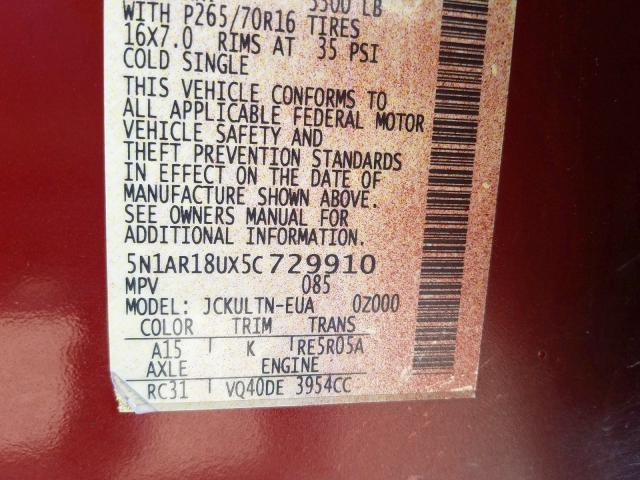 5500 LB
WITH P265/70R16 TIRES
16X7.0 RIMS AT 35 PSI
COLD SINGLE
THIS VEHICLE CONFORMS TO
ALL APPLICABLE FEDERAL MOTOR
VEHICLE SAFETY AND
THEFT PREVENTION STANDARDS
IN EFFECT ON THE DATE OF
MANUFACTURE SHOWN ABOVE.
SEE OWNERS MANUAL FOR
ADDITIONAL INFORMATION.
5N1AR18UX5C729910
MPV 085
MODEL: JCKULTN-EUA 0Z000
COLOR TRIM TRANS
A15 K RE5R05A
AXLE ENGINE
RC31 VQ40DE 3954CC